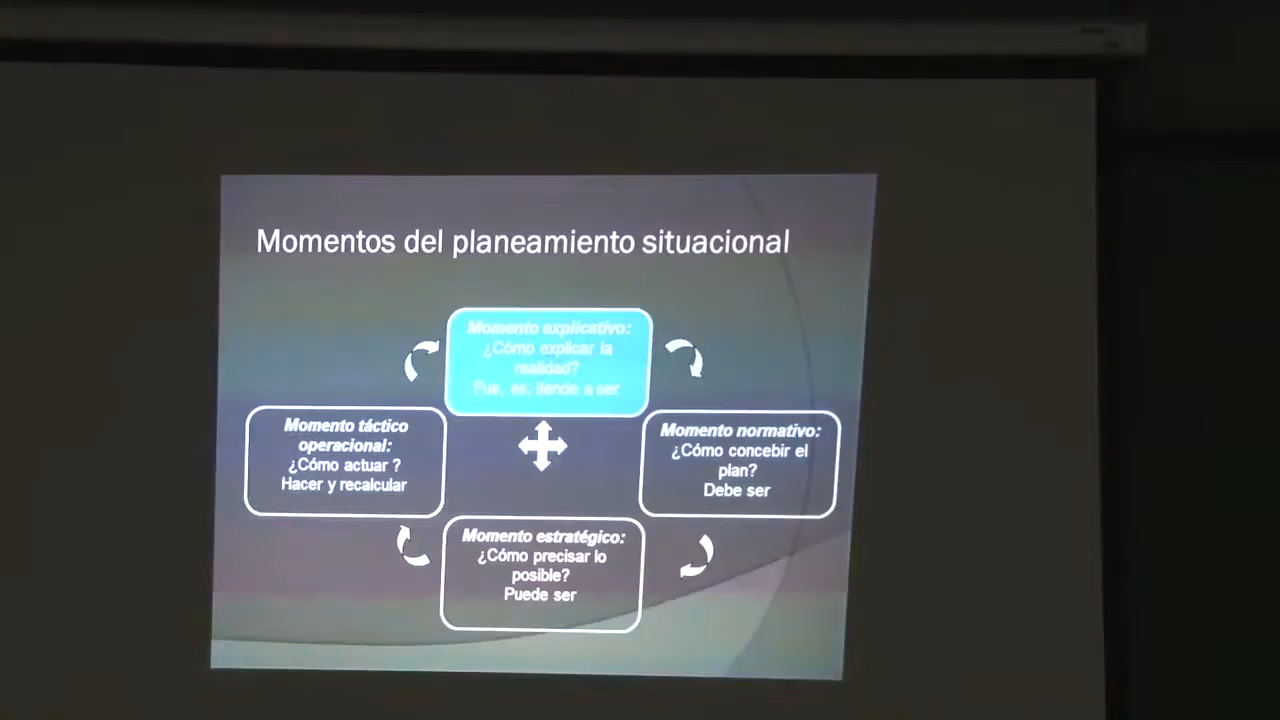 Momentos del planeamiento situacional
Momento explicativo:
¿Cómo explicar la
realidad?
Fue, es, tiende a ser
Momento táctico
operacional:
¿Cómo actuar ?
Hacer y recalcular
Momento normativo:
¿Cómo concebir el
plan?
Debe ser
Momento estratégico:
¿Cómo precisar lo
posible?
Puede ser